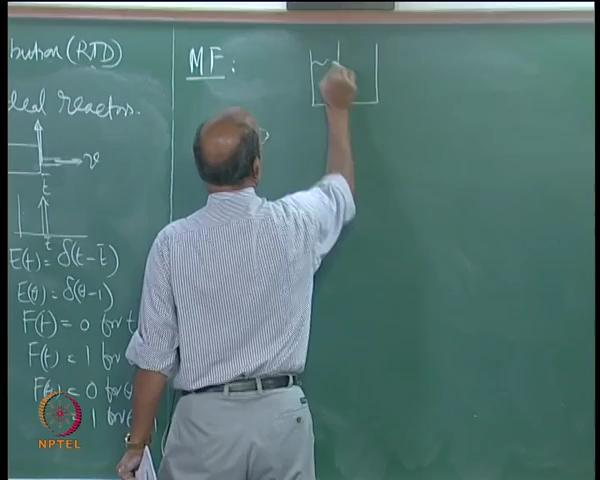 bution (RTD)
deal reactors.
v
t
t
E(t) = δ(t - t̄)
E(θ) = δ(θ-1)
F(t) = 0 for t
F(t) = 1 for
= 0 for θ
= 1 for
MF :
NPTEL